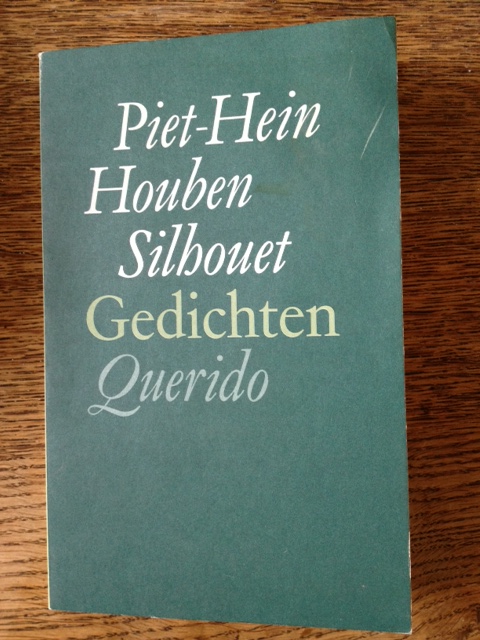 Piet-Hein
Houben
Silhouet
Gedichten
Querido